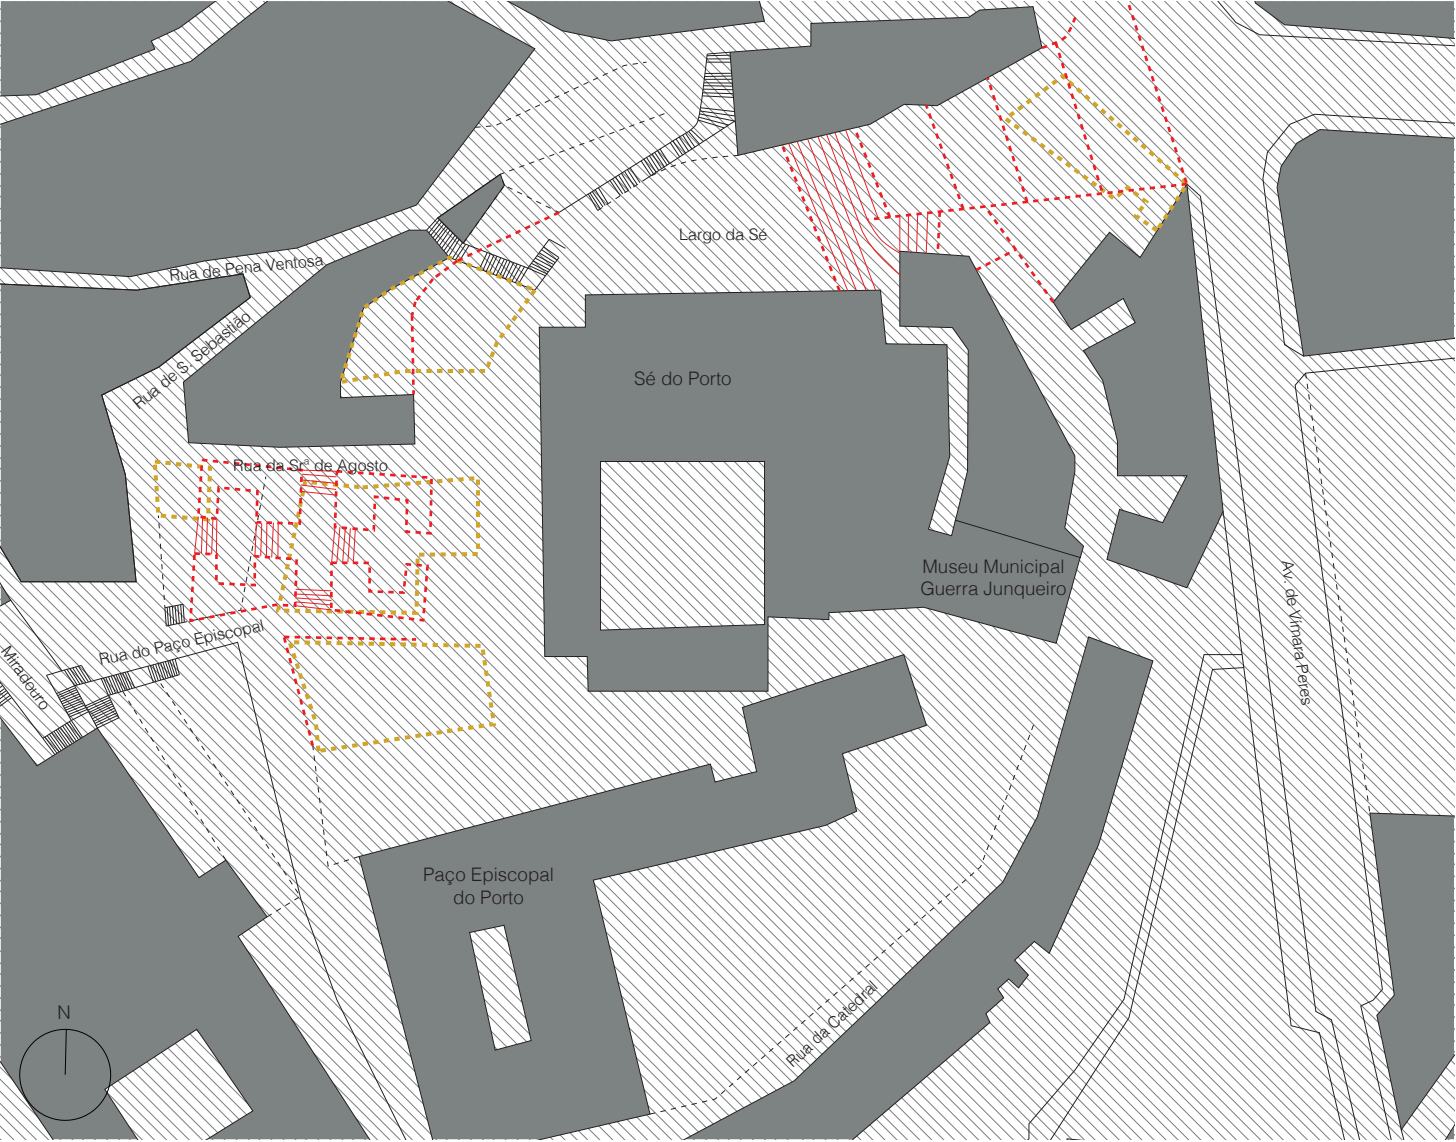 Largo da Sé
Rua de Pena Ventosa
Rua de S. Sebastião
Sé do Porto
Rua da Srª de Agosto
Museu Municipal
Guerra Junqueiro
Av. de Vímara Peres
Rua do Paço Episcopal
Miradouro
Paço Episcopal
do Porto
Rua da Catedral
N